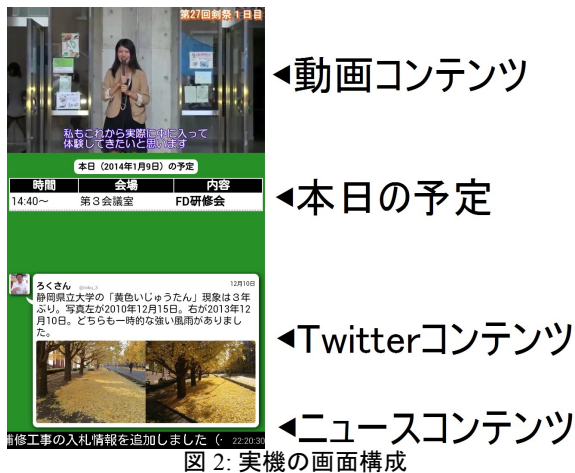 第27回剣祭1日目
私もこれから実際に中に入って
体験してきたいと思います
◀動画コンテンツ
本日（2014年1月9日）の予定
時間 会場 内容
14:40～ 第３会議室 FD研修会
◀本日の予定
ろくさん 12月10日
静岡県立大学の「黄色いじゅうたん」現象は３年
ぶり。写真左が2010年12月15日。右が2013年12
月10日。どちらも一時的な強い風雨がありまし
た。
◀Twitterコンテンツ
補修工事の入札情報を追加しました（ 22:20:30
◀ニュースコンテンツ
図 2: 実機の画面構成